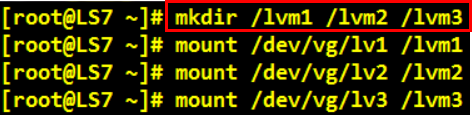 [root@LS7 ~]# mkdir /lvm1 /lvm2 /lvm3
[root@LS7 ~]# mount /dev/vg/lv1 /lvm1
[root@LS7 ~]# mount /dev/vg/lv2 /lvm2
[root@LS7 ~]# mount /dev/vg/lv3 /lvm3